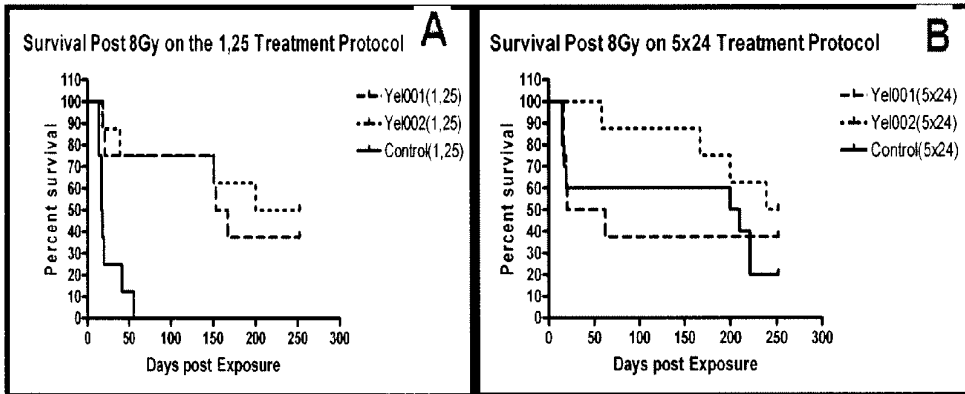 A
Survival Post 8Gy on the 1,25 Treatment Protocol
Percent survival
110
100
90
80
70
60
50
40
30
20
10
0
0 50 100 150 200 250 300
Days post Exposure
Yel001(1,25)
Yel002(1,25)
Control(1,25)
B
Survival Post 8Gy on 5x24 Treatment Protocol
Percent survival
110
100
90
80
70
60
50
40
30
20
10
0
0 50 100 150 200 250 300
Days post Exposure
Yel001(5x24)
Yel002(5x24)
Control(5x24)